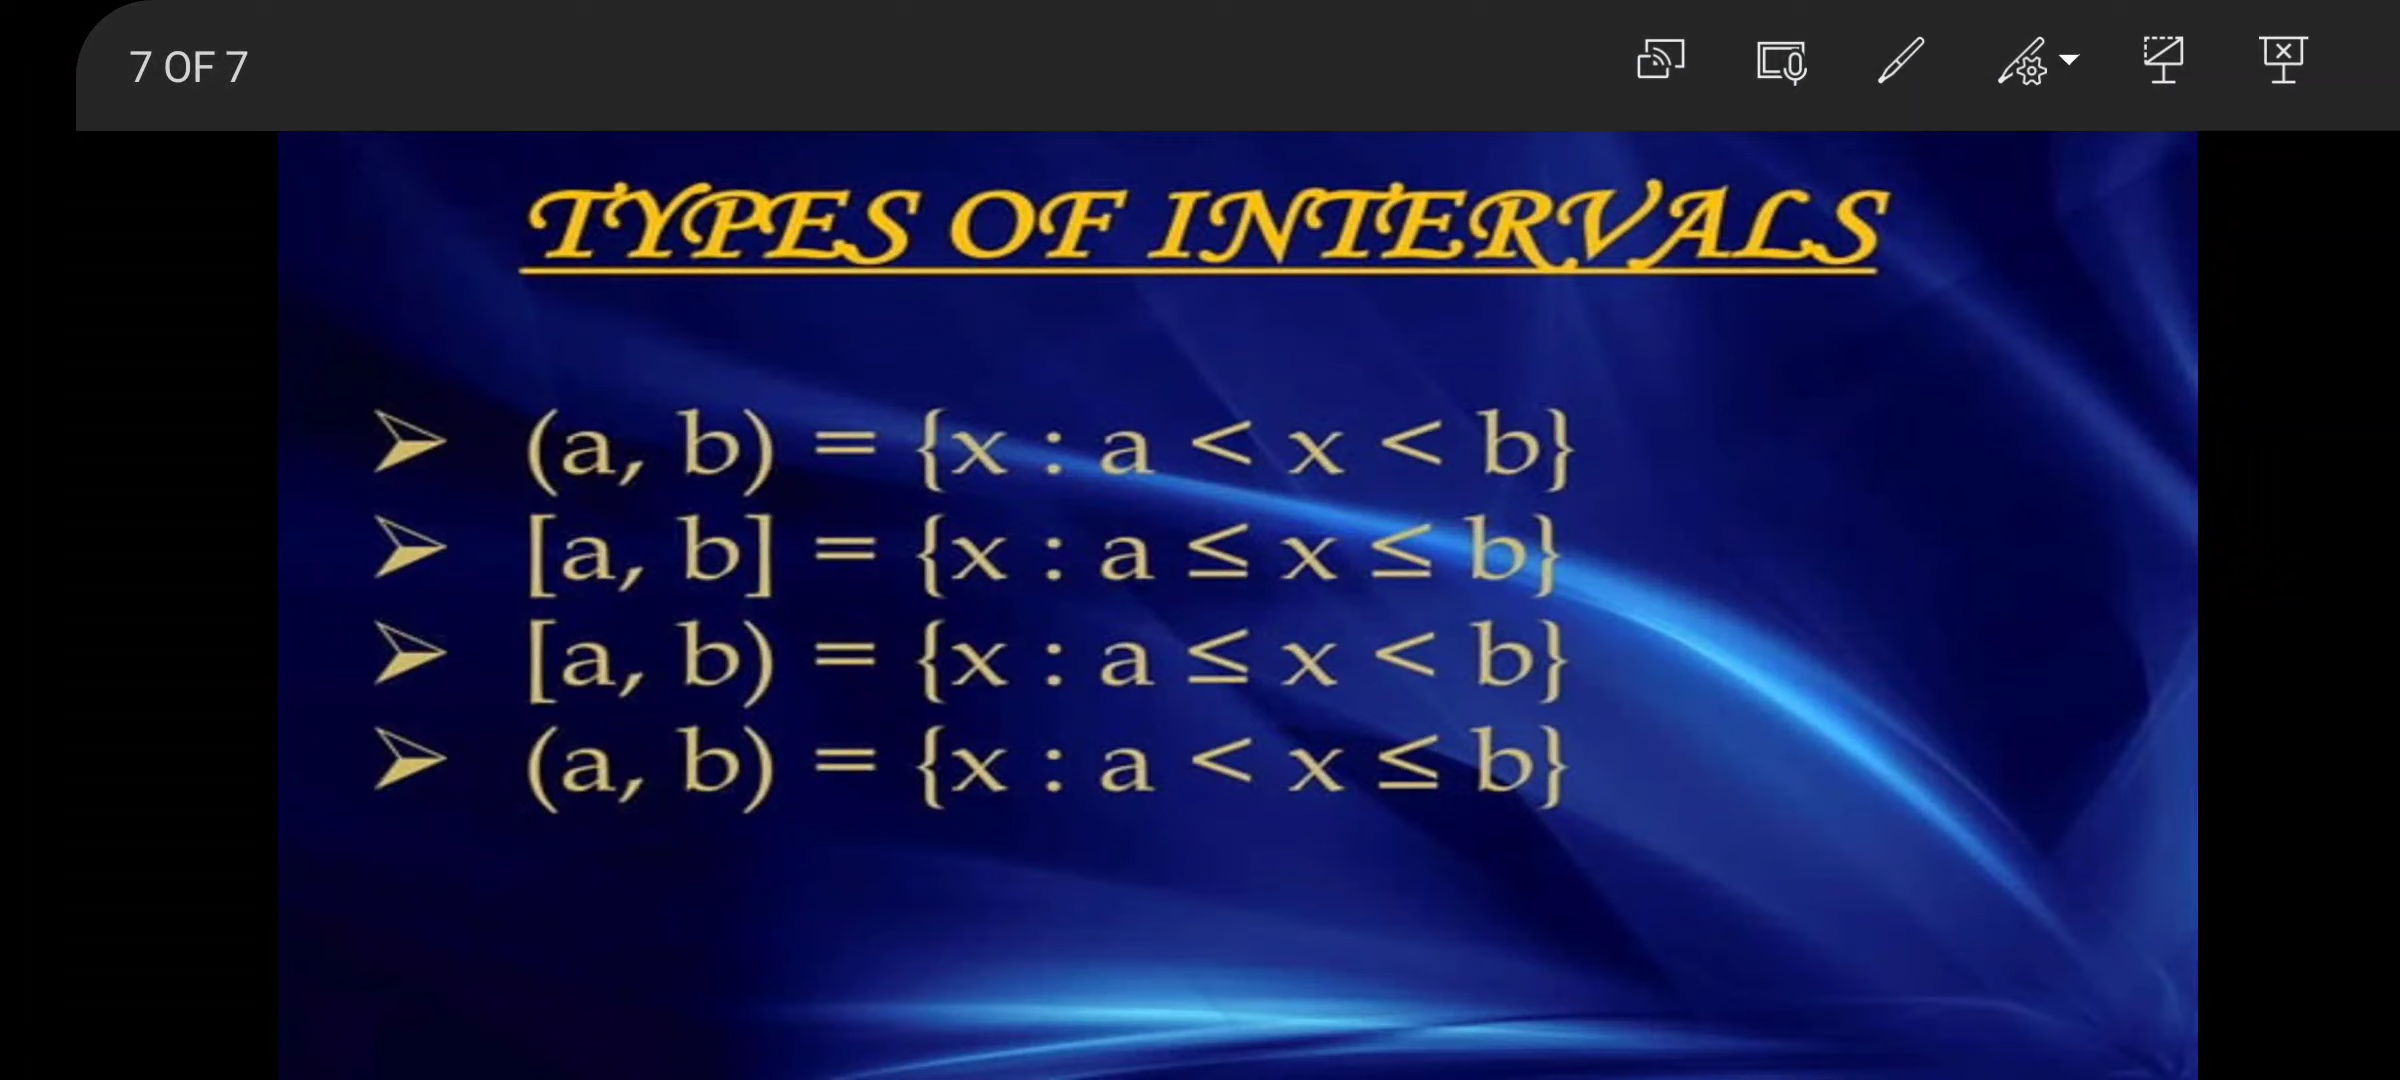 7 OF 7
TYPES OF INTERVALS
➢ (a, b) = {x : a < x < b}
➢ [a, b] = {x : a ≤ x ≤ b}
➢ [a, b) = {x : a ≤ x < b}
➢ (a, b) = {x : a < x ≤ b}